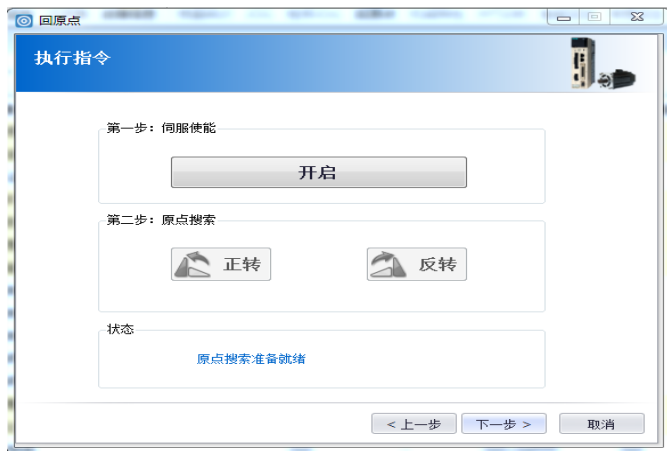 回原点
执行指令
第一步：伺服使能
开启
第二步：原点搜索
正转
反转
状态
原点搜索准备就绪
< 上一步
下一步 >
取消